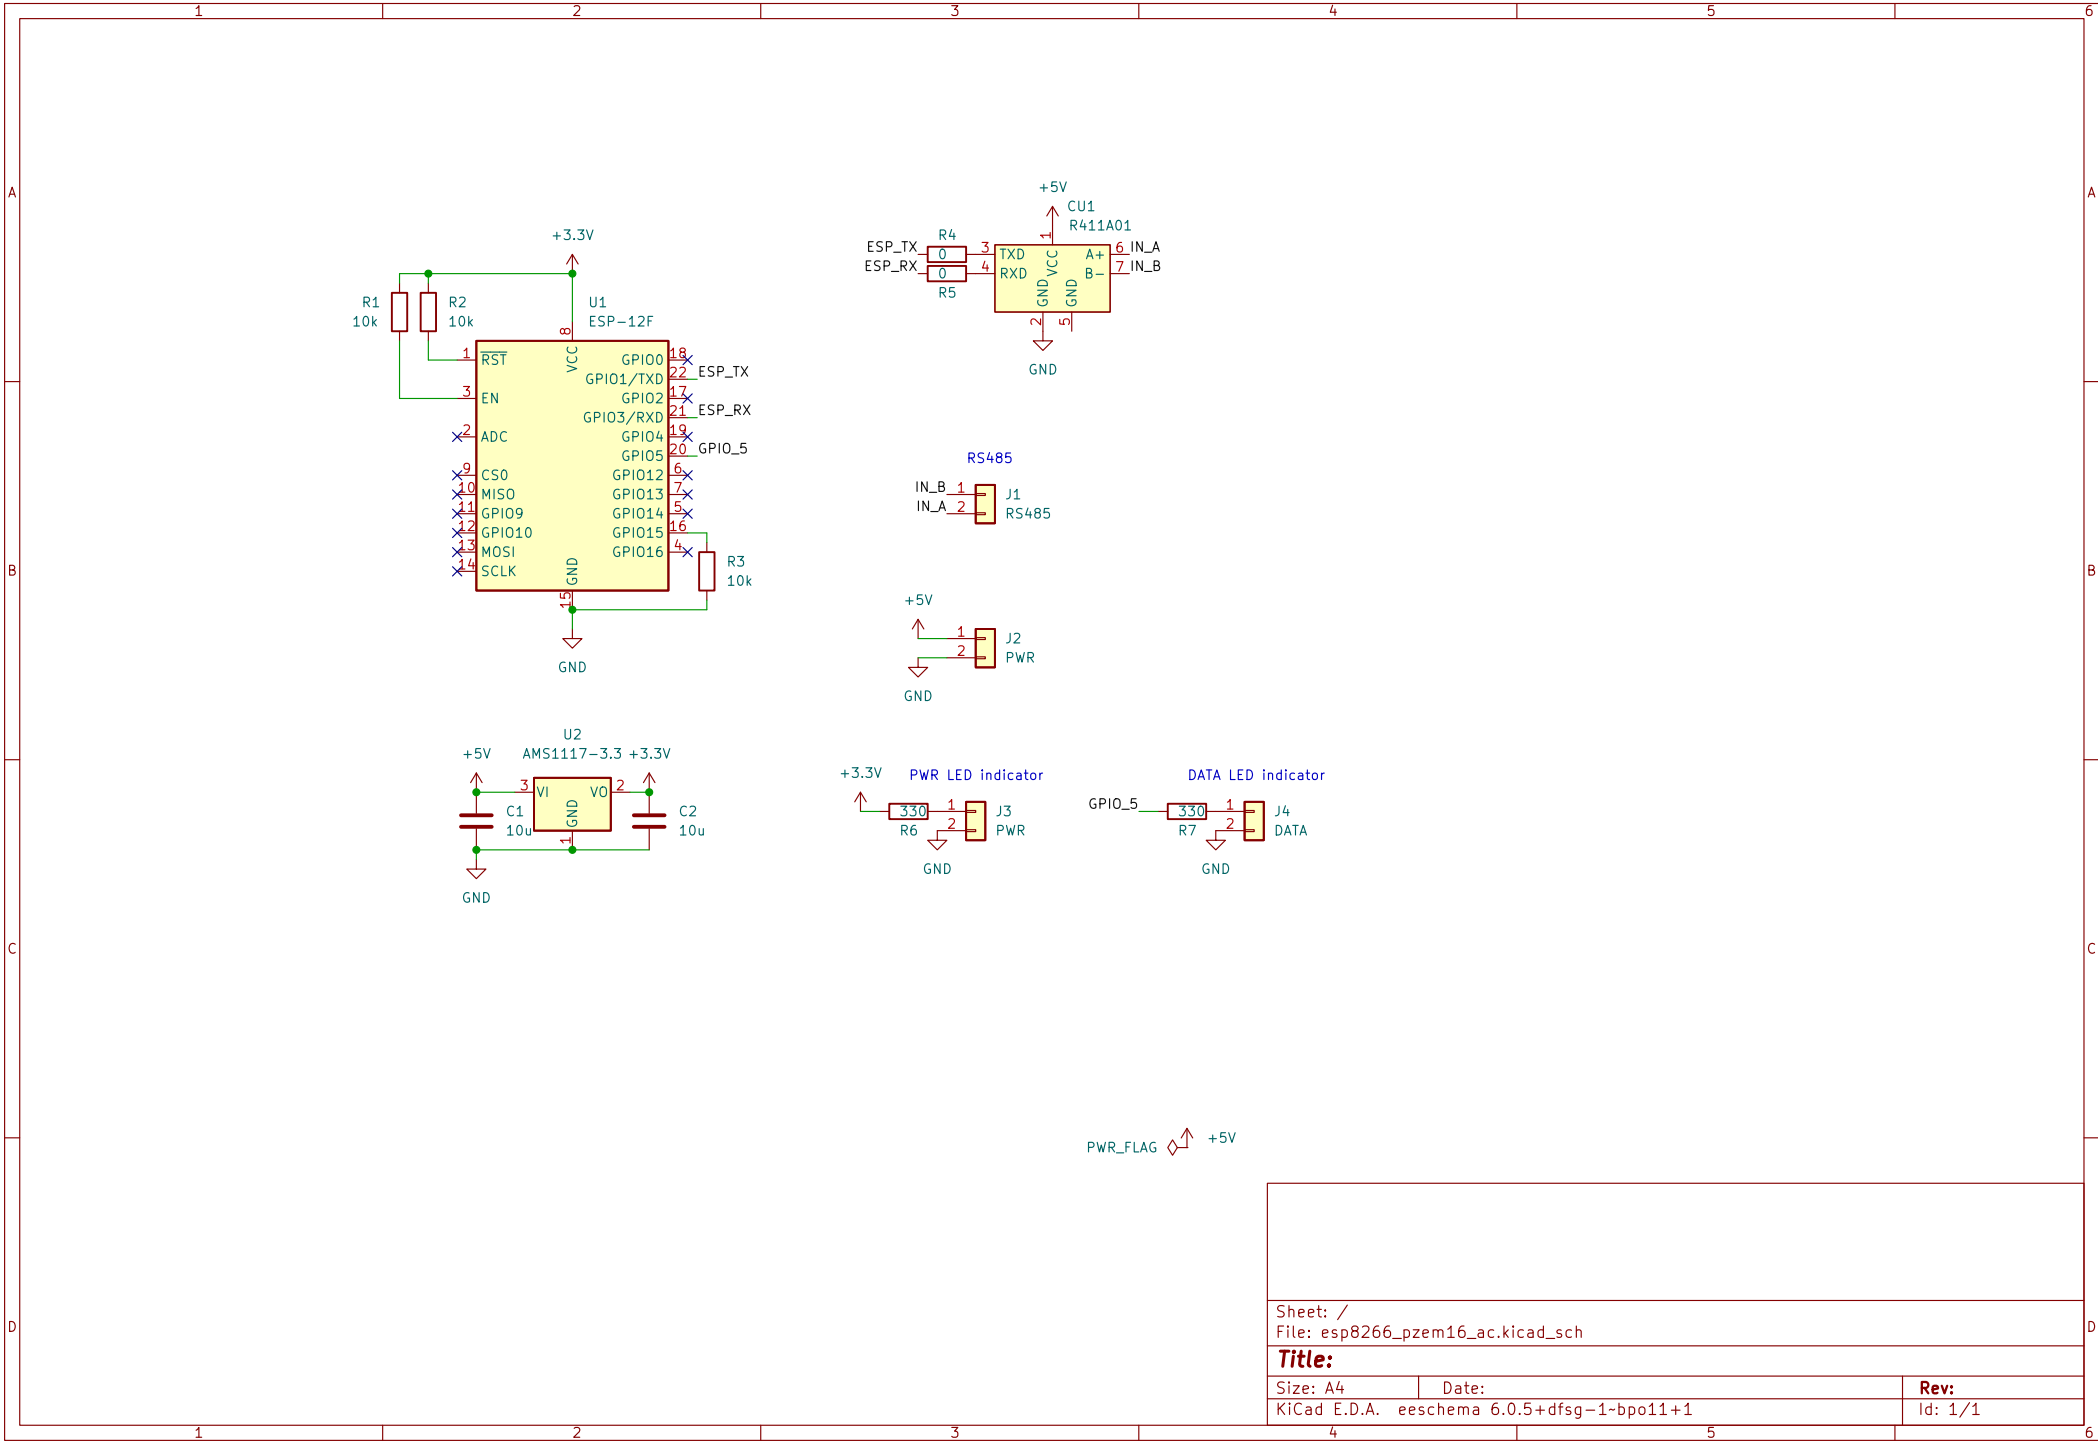 1 2 3 4 5 6
A
B
C
D
A
B
C
D
1 2 3 4 5 6
+3.3V
R1
10k
R2
10k
U1
ESP-12F
8
VCC
1 RST
3 EN
2 ADC
9 CS0
10 MISO
11 GPIO9
12 GPIO10
13 MOSI
14 SCLK
GPIO0 18
GPIO1/TXD 22 ESP_TX
GPIO2 17
GPIO3/RXD 21 ESP_RX
GPIO4 19
GPIO5 20 GPIO_5
GPIO12 6
GPIO13 7
GPIO14 5
GPIO15 16
GPIO16 4
GND
15
R3
10k
GND
+5V
CU1
R411A01
R4
ESP_TX 0 3 TXD
ESP_RX 0 4 RXD
R5
1
VCC
A+ 6 IN_A
B- 7 IN_B
GND GND
2 5
GND
RS485
IN_B 1 J1
IN_A 2 RS485
+5V
1 J2
2 PWR
GND
U2
+5V AMS1117-3.3 +3.3V
3 VI VO 2
GND
1
C1
10u
C2
10u
GND
+3.3V PWR LED indicator
330 1 J3
R6 2 PWR
GND
DATA LED indicator
GPIO_5 330 1 J4
R7 2 DATA
GND
PWR_FLAG +5V
Sheet: /
File: esp8266_pzem16_ac.kicad_sch
Title:
Size: A4 Date: Rev:
KiCad E.D.A. eeschema 6.0.5+dfsg-1~bpo11+1 Id: 1/1